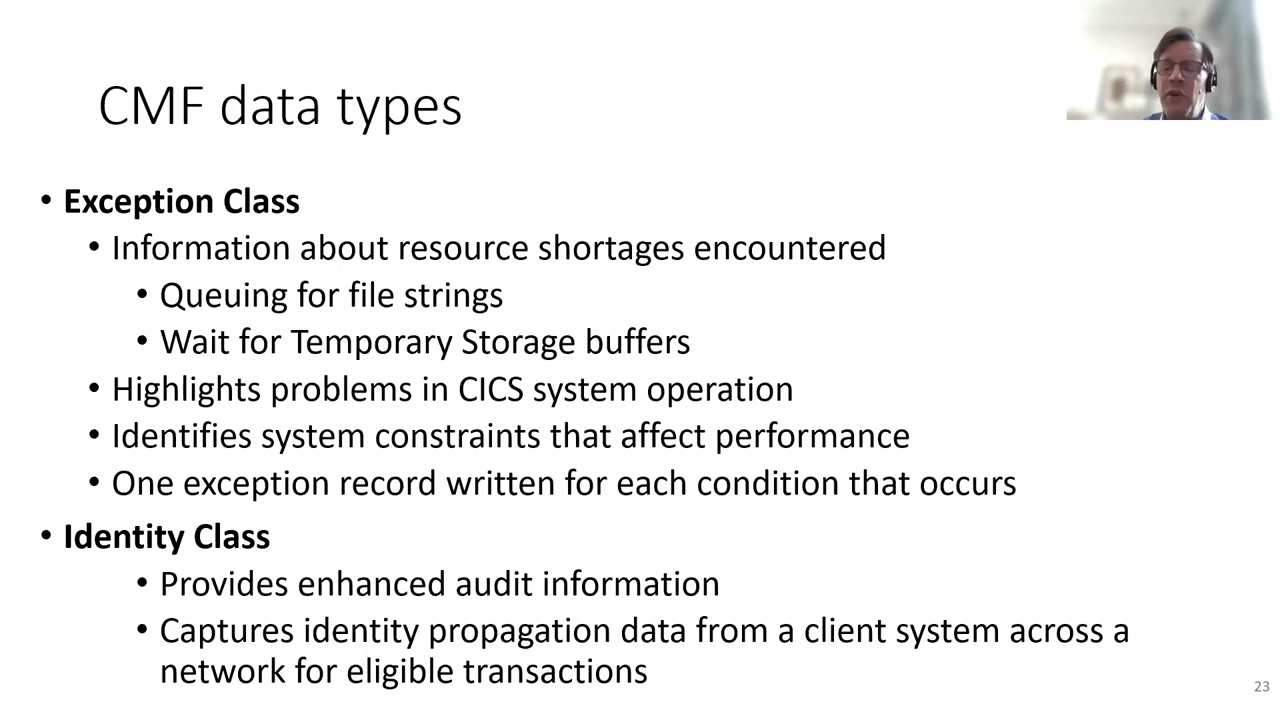 CMF data types
• Exception Class
• Information about resource shortages encountered
• Queuing for file strings
• Wait for Temporary Storage buffers
• Highlights problems in CICS system operation
• Identifies system constraints that affect performance
• One exception record written for each condition that occurs
• Identity Class
• Provides enhanced audit information
• Captures identity propagation data from a client system across a
network for eligible transactions
23